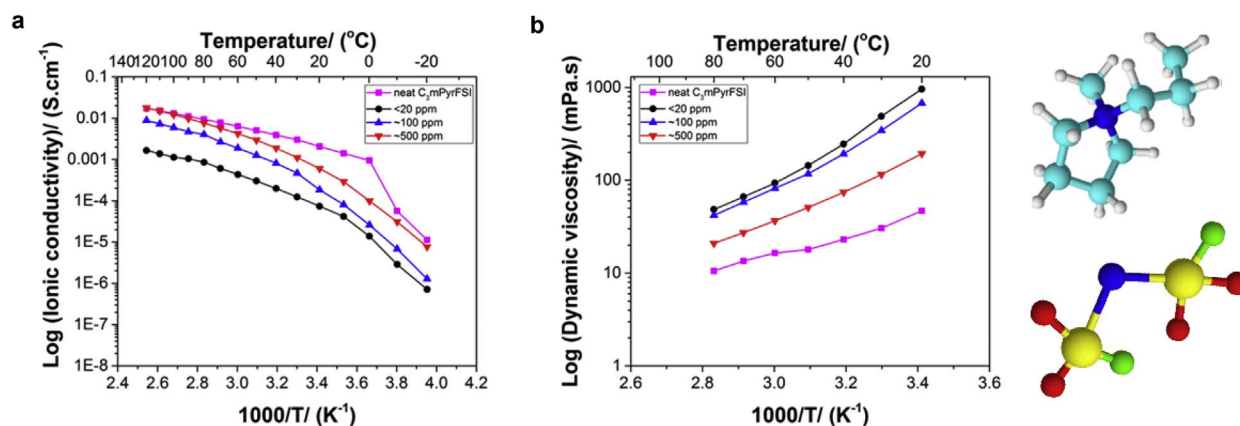 a
Temperature/ (°C)
140 120 100 80 60 40 20 0 -20
Log (Ionic conductivity)/ (S.cm⁻¹)
0.1
0.01
0.001
1E-4
1E-5
1E-6
1E-7
1E-8
neat C₃mPyrFSI
<20 ppm
~100 ppm
~500 ppm
2.4 2.6 2.8 3.0 3.2 3.4 3.6 3.8 4.0 4.2
1000/T/ (K⁻¹)
b
Temperature/ (°C)
100 80 60 40 20
Log (Dynamic viscosity)/ (mPa.s)
1000
100
10
1
neat C₃mPyrFSI
<20 ppm
~100 ppm
~500 ppm
2.6 2.8 3.0 3.2 3.4 3.6
1000/T/ (K⁻¹)